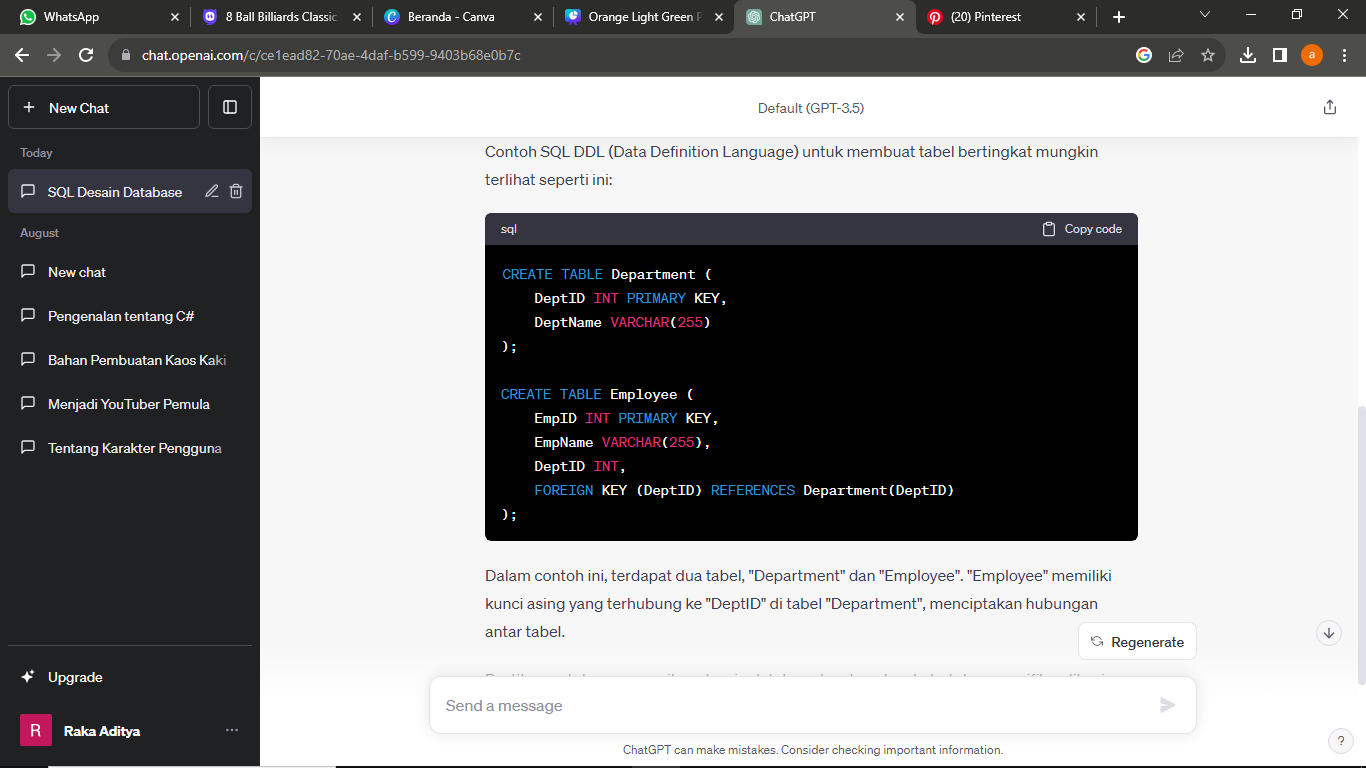 WhatsApp
8 Ball Billiards Classic
Beranda - Canva
Orange Light Green P
ChatGPT
(20) Pinterest
chat.openai.com/c/ce1ead82-70ae-4daf-b599-9403b68e0b7c
a
New Chat
Today
SQL Desain Database
August
New chat
Pengenalan tentang C#
Bahan Pembuatan Kaos Kaki
Menjadi YouTuber Pemula
Tentang Karakter Pengguna
Upgrade
R
Raka Aditya
Default (GPT-3.5)
Contoh SQL DDL (Data Definition Language) untuk membuat tabel bertingkat mungkin
terlihat seperti ini:
sql
Copy code
CREATE TABLE Department (
    DeptID INT PRIMARY KEY,
    DeptName VARCHAR(255)
);
CREATE TABLE Employee (
    EmpID INT PRIMARY KEY,
    EmpName VARCHAR(255),
    DeptID INT,
    FOREIGN KEY (DeptID) REFERENCES Department(DeptID)
);
Dalam contoh ini, terdapat dua tabel, "Department" dan "Employee". "Employee" memiliki
kunci asing yang terhubung ke "DeptID" di tabel "Department", menciptakan hubungan
antar tabel.
Regenerate
Send a message
ChatGPT can make mistakes. Consider checking important information.
?